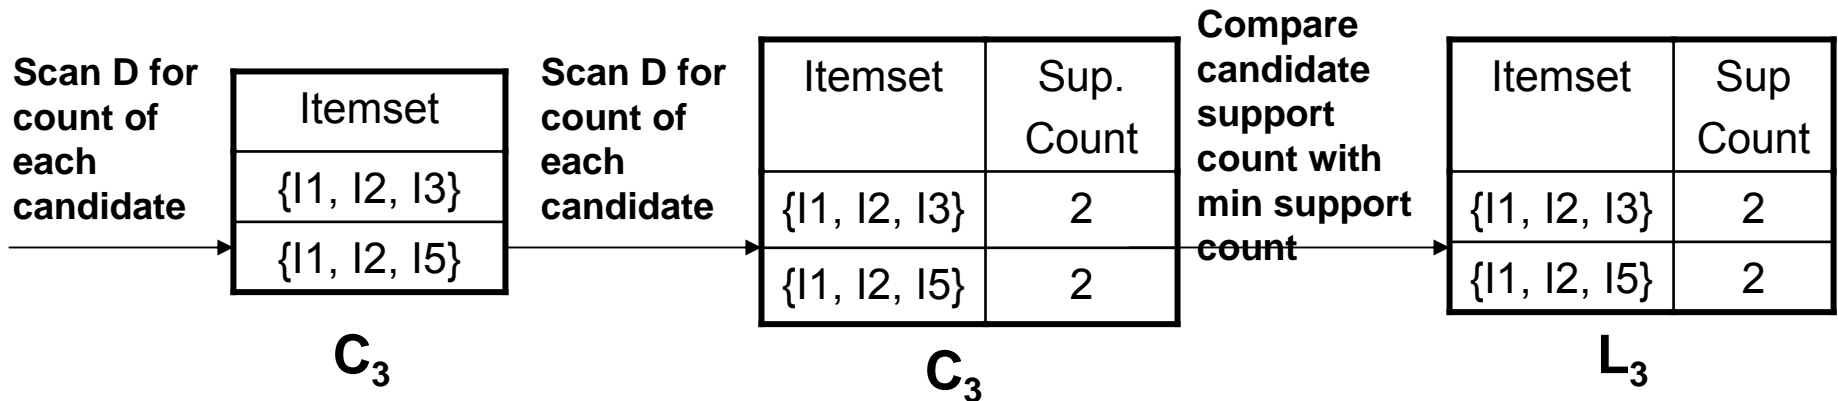 Scan D for
count of
each
candidate
Itemset
{I1, I2, I3}
{I1, I2, I5}
C3
Scan D for
count of
each
candidate
Itemset Sup.
Count
{I1, I2, I3} 2
{I1, I2, I5} 2
C3
Compare
candidate
support
count with
min support
count
Itemset Sup
Count
{I1, I2, I3} 2
{I1, I2, I5} 2
L3